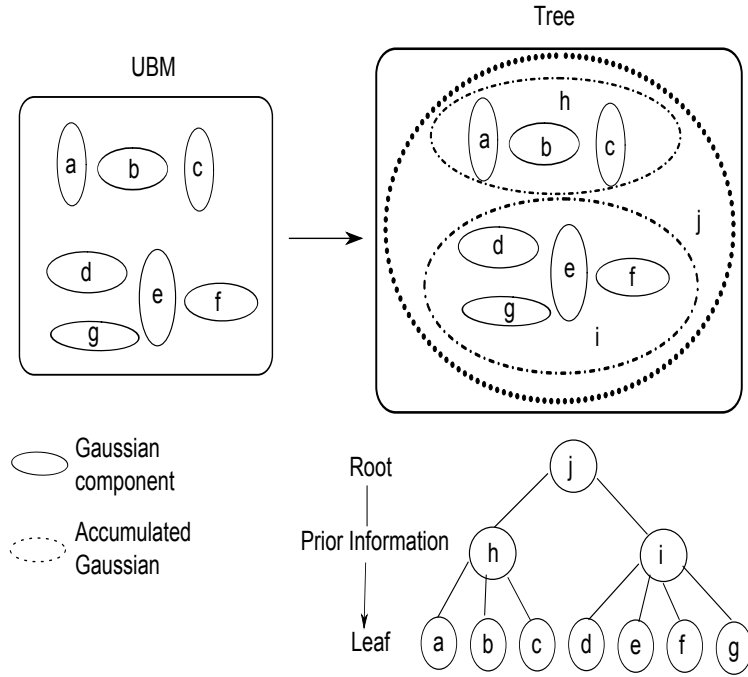 Tree
UBM
a
b
c
d
e
f
g
h
a
b
c
j
d
e
f
g
i
Gaussian
component
Accumulated
Gaussian
Root
Prior Information
Leaf
j
h
i
a
b
c
d
e
f
g